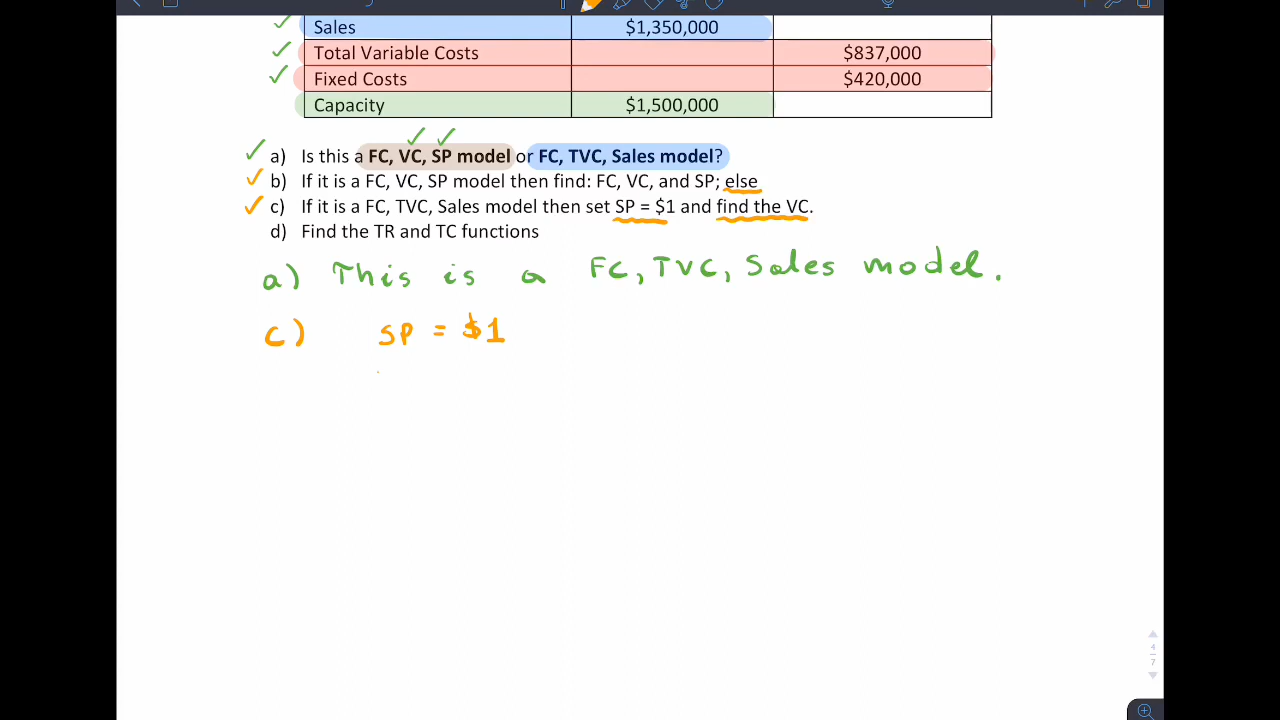 Sales $1,350,000
Total Variable Costs $837,000
Fixed Costs $420,000
Capacity $1,500,000
a) Is this a FC, VC, SP model or FC, TVC, Sales model?
b) If it is a FC, VC, SP model then find: FC, VC, and SP; else
c) If it is a FC, TVC, Sales model then set SP = $1 and find the VC.
d) Find the TR and TC functions
a) This is a FC, TVC, Sales model.
c) SP = $1
4
7